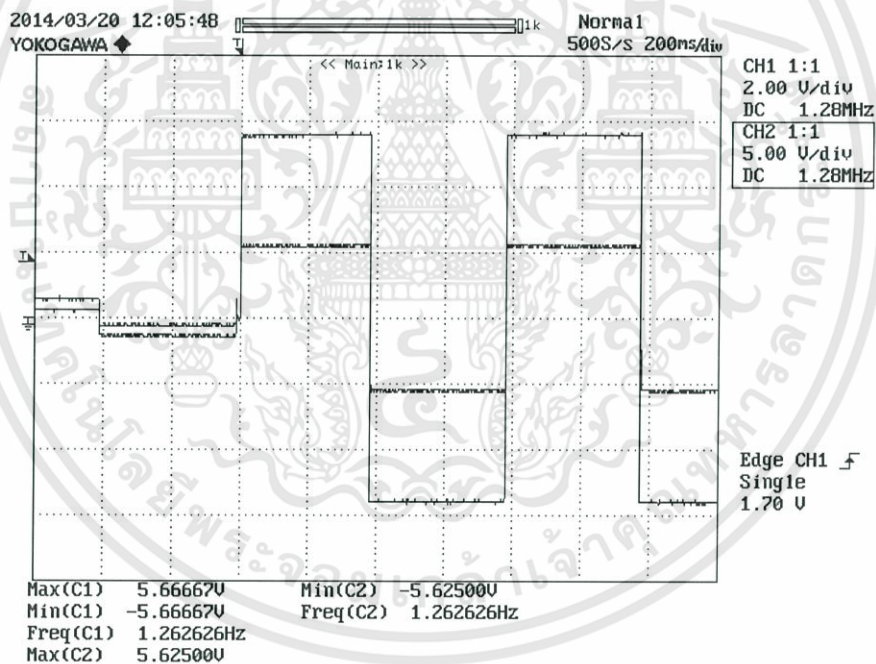 2014/03/20 12:05:48
YOKOGAWA
1k
Normal
500S/s 200ms/div
<< Main:1k >>
T
T
CH1 1:1
2.00 V/div
DC 1.28MHz
CH2 1:1
5.00 V/div
DC 1.28MHz
Edge CH1
Single
1.70 V
Max(C1) 5.66667V
Min(C2) -5.62500V
Min(C1) -5.66667V
Freq(C2) 1.262626Hz
Freq(C1) 1.262626Hz
Max(C2) 5.62500V